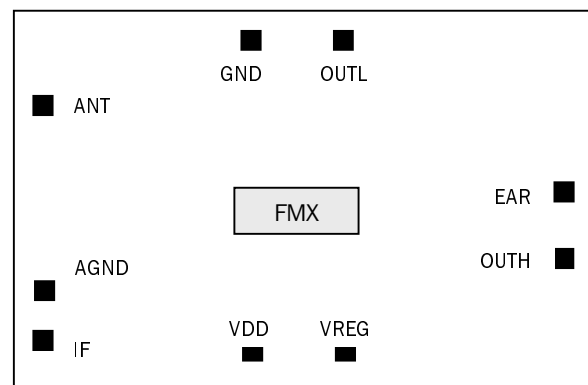 GND OUTL
ANT
EAR
FMX
OUTH
AGND
VDD VREG
IF